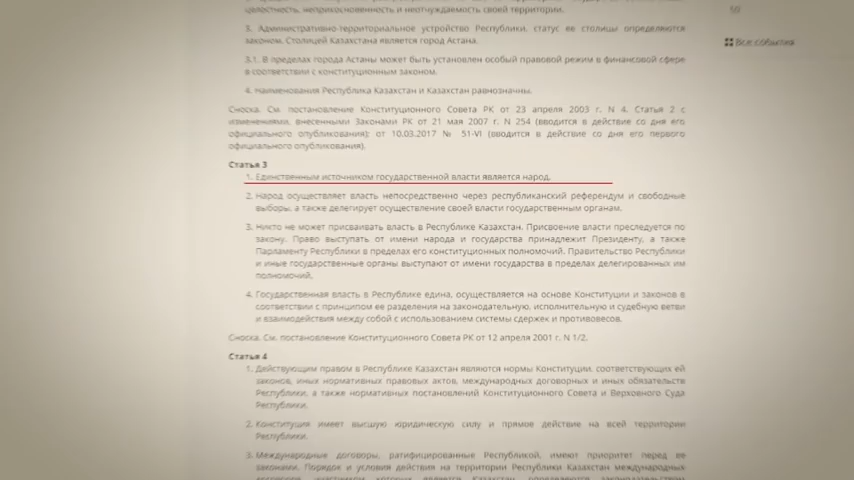 целостность, неприкосновенность и неотчуждаемость своей территории.
3. Административно-территориальное устройство Республики, статус ее столицы определяются
законом. Столицей Казахстана является город Астана.
3.1. В пределах города Астаны может быть установлен особый правовой режим в финансовой сфере
в соответствии с конституционным законом.
4. Наименования Республика Казахстан и Казахстан равнозначны.
Сноска. См. постановление Конституционного Совета РК от 23 апреля 2003 г. N 4. Статья 2 с
изменениями, внесенными Законами РК от 21 мая 2007 г. N 254 (вводится в действие со дня его
официального опубликования); от 10.03.2017 № 51-VI (вводится в действие со дня его первого
официального опубликования).
Статья 3
1. Единственным источником государственной власти является народ.
2. Народ осуществляет власть непосредственно через республиканский референдум и свободные
выборы, а также делегирует осуществление своей власти государственным органам.
3. Никто не может присваивать власть в Республике Казахстан. Присвоение власти преследуется по
закону. Право выступать от имени народа и государства принадлежит Президенту, а также
Парламенту Республики в пределах его конституционных полномочий. Правительство Республики
и иные государственные органы выступают от имени государства в пределах делегированных им
полномочий.
4. Государственная власть в Республике едина, осуществляется на основе Конституции и законов в
соответствии с принципом ее разделения на законодательную, исполнительную и судебную ветви
и взаимодействия между собой с использованием системы сдержек и противовесов.
Сноска. См. постановление Конституционного Совета РК от 12 апреля 2001 г. N 1/2.
Статья 4
1. Действующим правом в Республике Казахстан являются нормы Конституции, соответствующих ей
законов, иных нормативных правовых актов, международных договорных и иных обязательств
Республики, а также нормативных постановлений Конституционного Совета и Верховного Суда
Республики.
2. Конституция имеет высшую юридическую силу и прямое действие на всей территории
Республики.
3. Международные договоры, ратифицированные Республикой, имеют приоритет перед ее
законами. Порядок и условия действия на территории Республики Казахстан международных
Все события